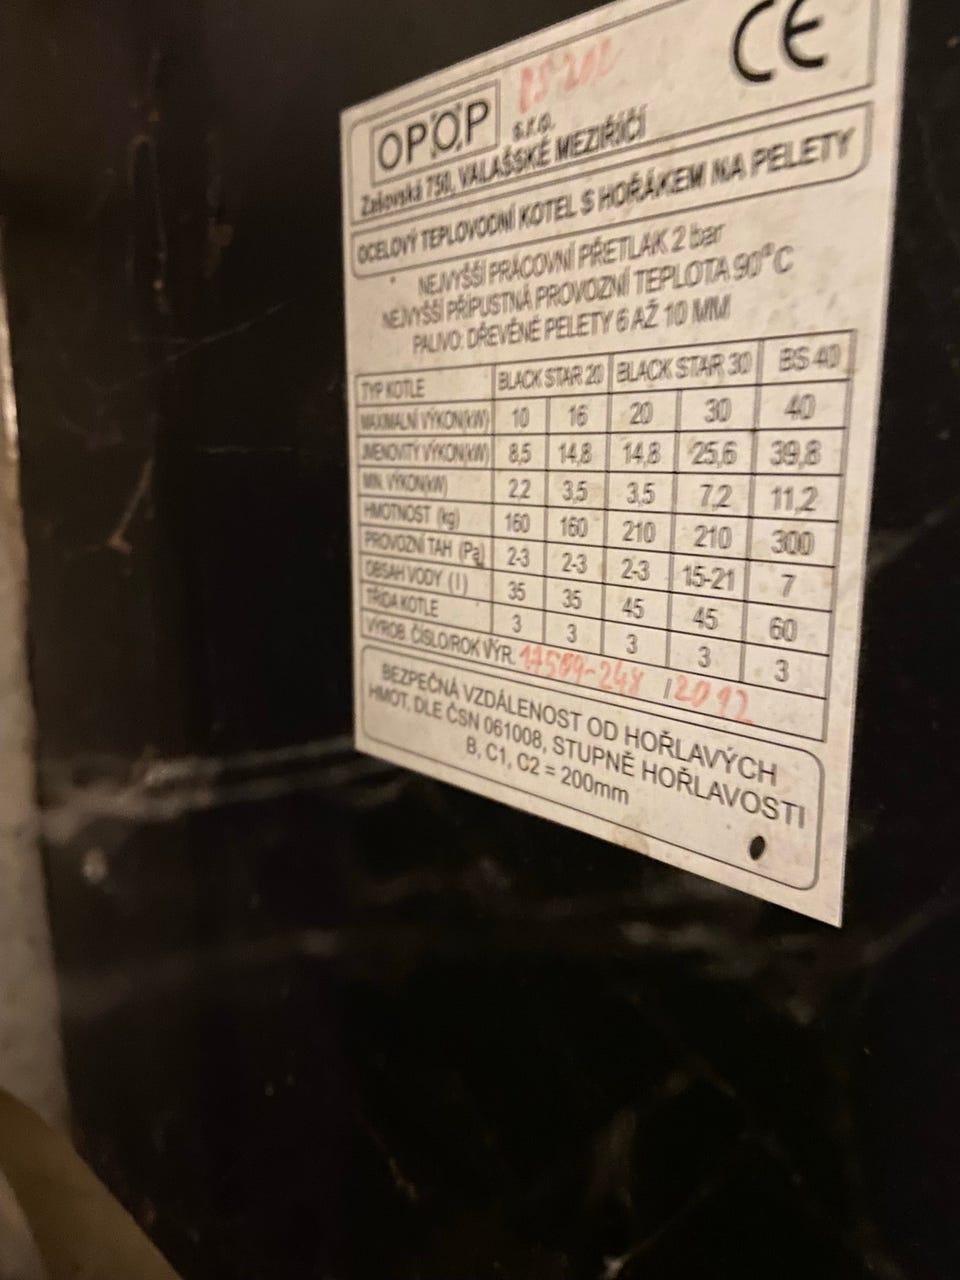 OPOP s.r.o. CE
Zašovská 750, VALAŠSKÉ MEZIŘÍČÍ
OCELOVÝ TEPLOVODNÍ KOTEL S HOŘÁKEM NA PELETY
NEJVYŠŠÍ PRACOVNÍ PŘETLAK 2 bar
NEJVYŠŠÍ PŘÍPUSTNÁ PROVOZNÍ TEPLOTA 90°C
PALIVO: DŘEVĚNÉ PELETY 6 AŽ 10 MM
TYP KOTLE BLACK STAR 20 BLACK STAR 30 BS 40
MAXIMALNÍ VÝKON(kW) 10 16 20 30 40
JMENOVITÝ VÝKON(kW) 8,5 14,8 14,8 25,6 39,8
MIN. VÝKON(kW) 2,2 3,5 3,5 7,2 11,2
HMOTNOST (kg) 160 160 210 210 300
PROVOZNÍ TAH (Pa) 2-3 2-3 2-3 15-21 7
OBSAH VODY (l) 35 35 45 45 60
TŘÍDA KOTLE 3 3 3 3 3
VÝROB. ČÍSLO/ROK VÝR. 17509-248 /2012
BEZPEČNÁ VZDÁLENOST OD HOŘLAVÝCH
HMOT, DLE ČSN 061008, STUPNĚ HOŘLAVOSTI
B, C1, C2 = 200mm